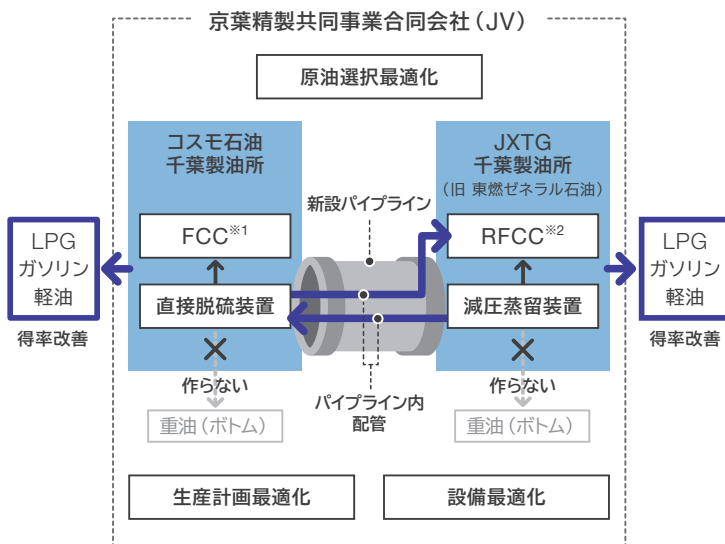 京葉精製共同事業合同会社（JV）
原油選択最適化
コスモ石油
千葉製油所
JXTG
千葉製油所
（旧 東燃ゼネラル石油）
新設パイプライン
LPG
ガソリン
軽油
得率改善
FCC※1
直接脱硫装置
RFCC※2
減圧蒸留装置
LPG
ガソリン
軽油
得率改善
作らない
重油（ボトム）
パイプライン内
配管
作らない
重油（ボトム）
生産計画最適化
設備最適化